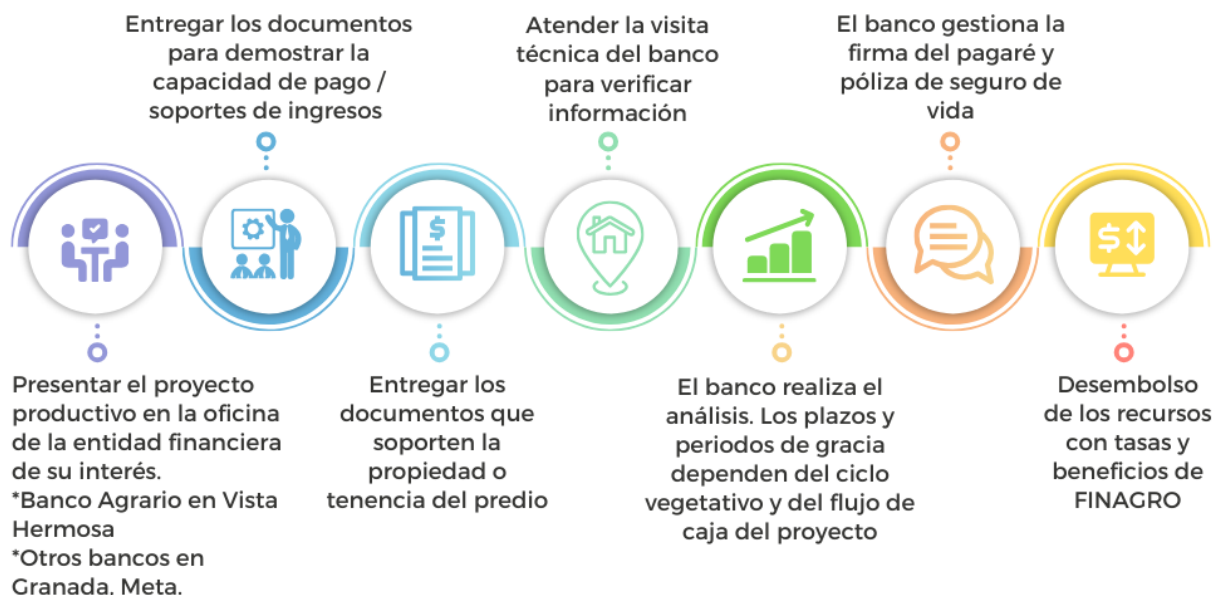 Presentar el proyecto
productivo en la oficina
de la entidad financiera
de su interés.
*Banco Agrario en Vista
Hermosa
*Otros bancos en
Granada, Meta.
Entregar los documentos
para demostrar la
capacidad de pago /
soportes de ingresos
Entregar los
documentos que
soporten la
propiedad o
tenencia del predio
Atender la visita
técnica del banco
para verificar
información
El banco realiza el
análisis. Los plazos y
periodos de gracia
dependen del ciclo
vegetativo y del flujo de
caja del proyecto
El banco gestiona la
firma del pagaré y
póliza de seguro de
vida
Desembolso
de los recursos
con tasas y
beneficios de
FINAGRO